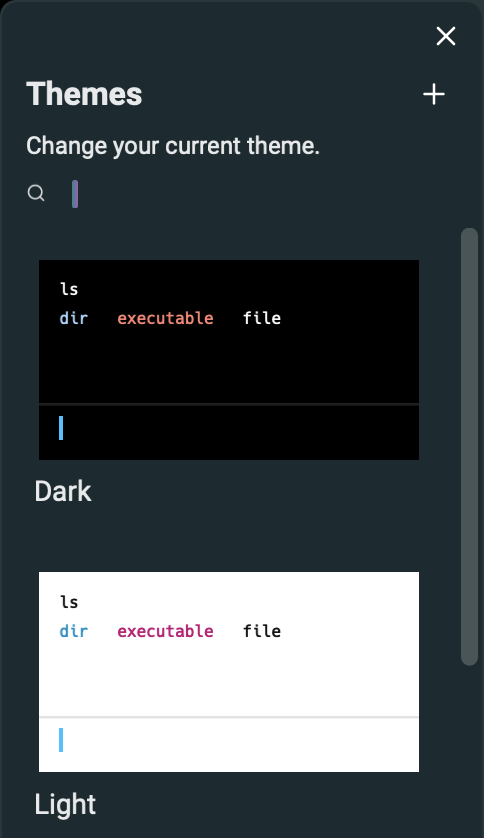 Themes
Change your current theme.
ls
dir executable file
Dark
ls
dir executable file
Light